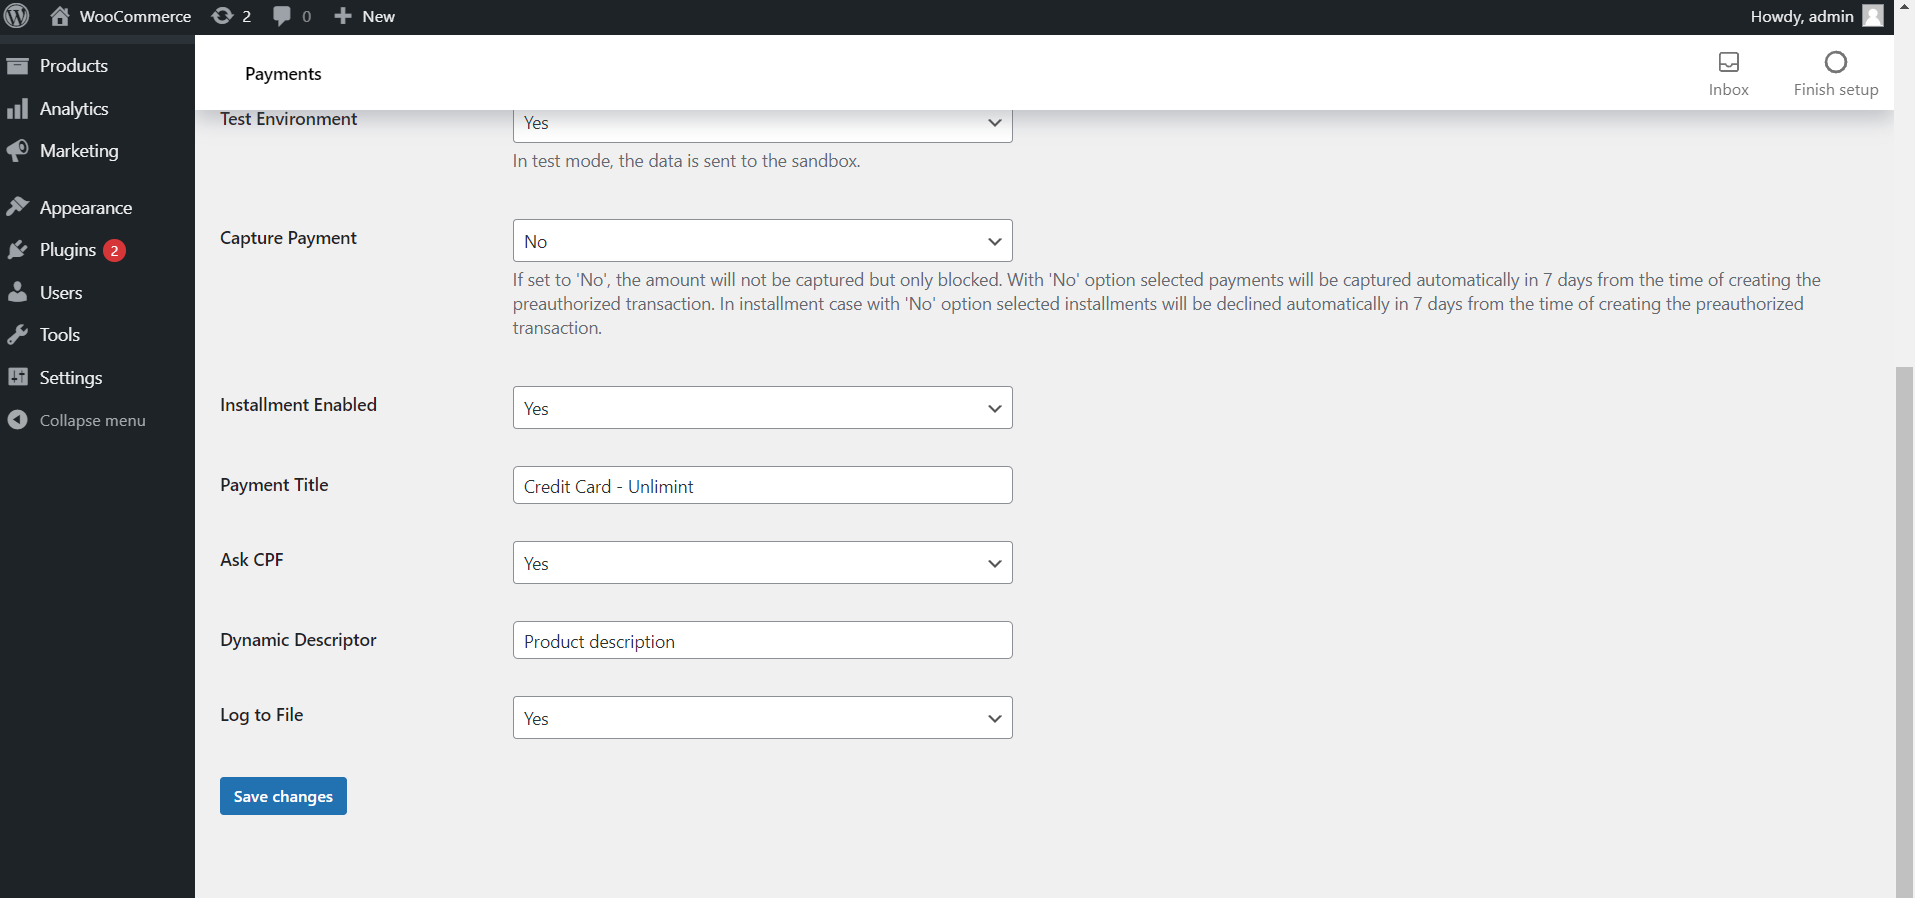 WooCommerce 2 0 New Howdy, admin
Products
Analytics
Marketing
Appearance
Plugins 2
Users
Tools
Settings
Collapse menu
Payments
Inbox
Finish setup
Test Environment
Yes
In test mode, the data is sent to the sandbox.
Capture Payment
No
If set to 'No', the amount will not be captured but only blocked. With 'No' option selected payments will be captured automatically in 7 days from the time of creating the
preauthorized transaction. In installment case with 'No' option selected installments will be declined automatically in 7 days from the time of creating the preauthorized
transaction.
Installment Enabled
Yes
Payment Title
Credit Card - Unlimint
Ask CPF
Yes
Dynamic Descriptor
Product description
Log to File
Yes
Save changes